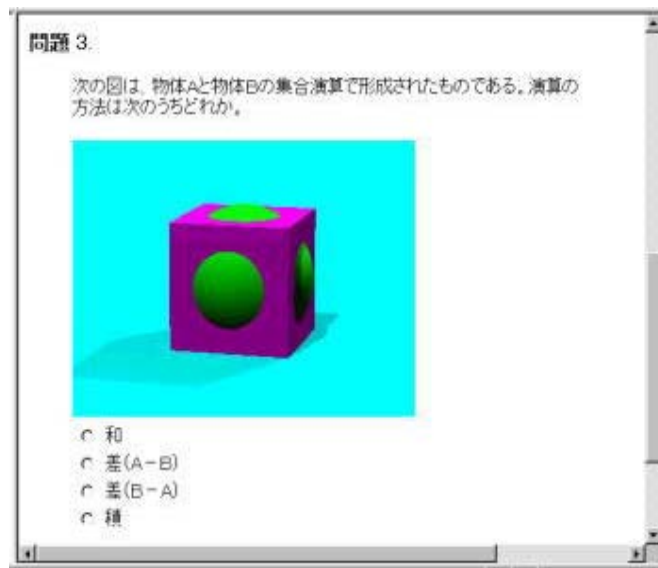 問題 3.
次の図は、物体Aと物体Bの集合演算で形成されたものである。演算の
方法は次のうちどれか。
和
差(A-B)
差(B-A)
積